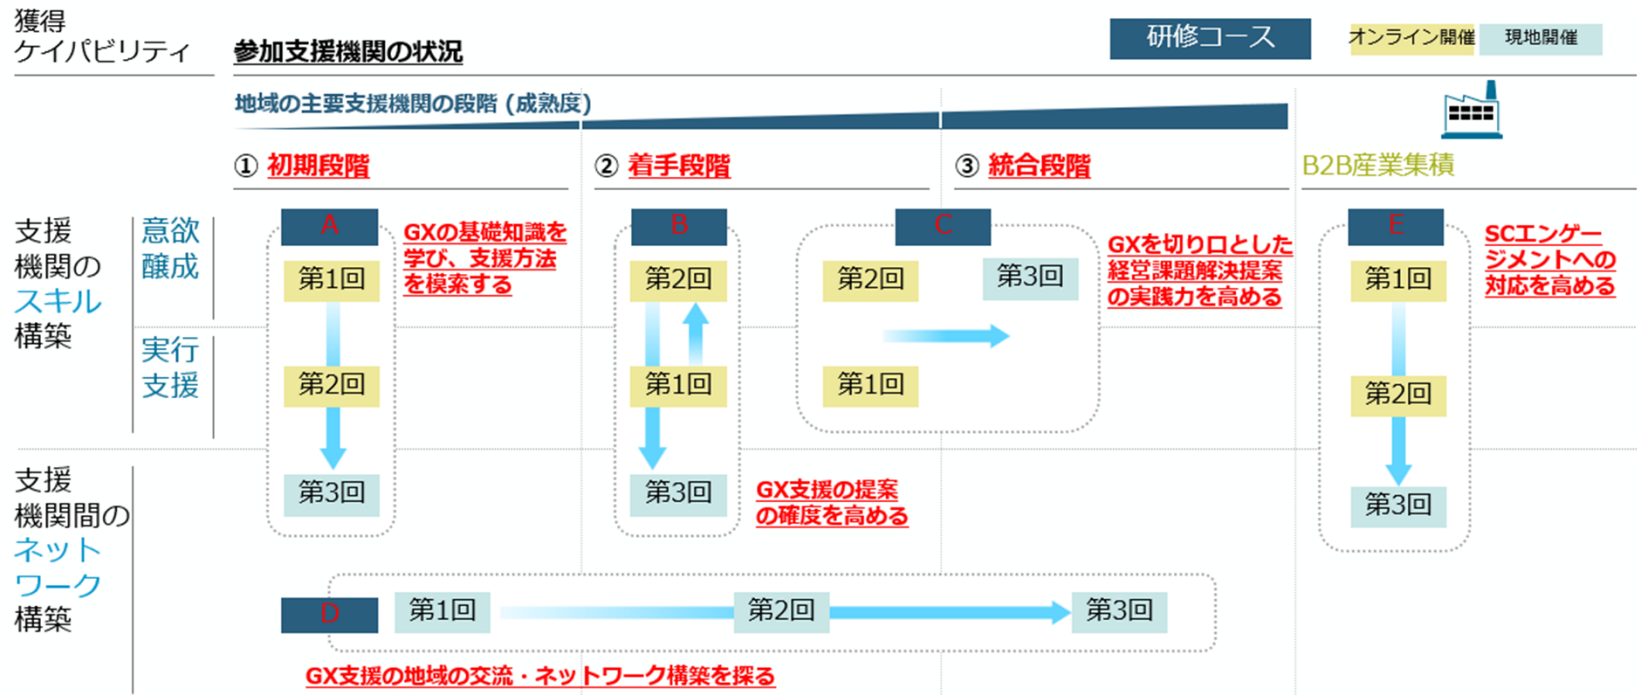 獲得
ケイパビリティ
参加支援機関の状況
研修コース
オンライン開催
現地開催
地域の主要支援機関の段階 (成熟度)
① 初期段階
② 着手段階
③ 統合段階
B2B産業集積
支援
機関の
スキル
構築
意欲
醸成
実行
支援
A
第1回
第2回
第3回
GXの基礎知識を
学び、支援方法
を模索する
B
第2回
第1回
第3回
GX支援の提案
の確度を高める
C
第2回
第3回
第1回
GXを切り口とした
経営課題解決提案
の実践力を高める
E
第1回
第2回
第3回
SCエンゲー
ジメントへの
対応を高める
支援
機関間の
ネット
ワーク
構築
D
第1回
第2回
第3回
GX支援の地域の交流・ネットワーク構築を探る